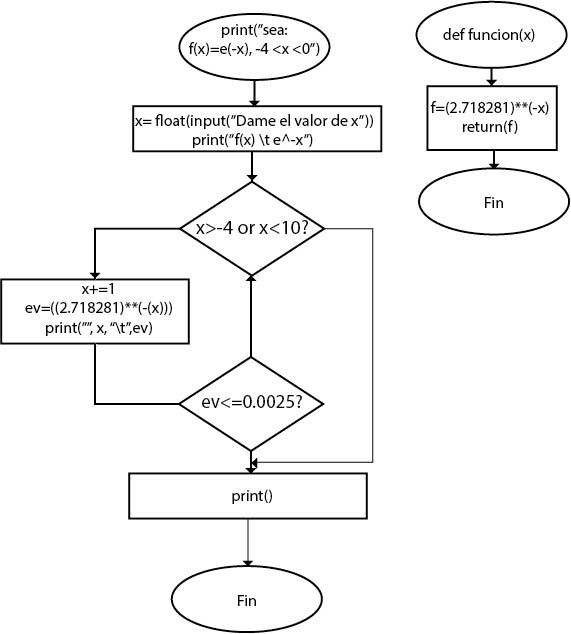 print("sea:
f(x)=e(-x), -4 <x <0")
x= float(input("Dame el valor de x"))
print("f(x) \t e^-x")
x>-4 or x<10?
x+=1
ev=((2.718281)**(-(x)))
print("", x, "\t",ev)
ev<=0.0025?
print()
Fin
def funcion(x)
f=(2.718281)**(-x)
return(f)
Fin